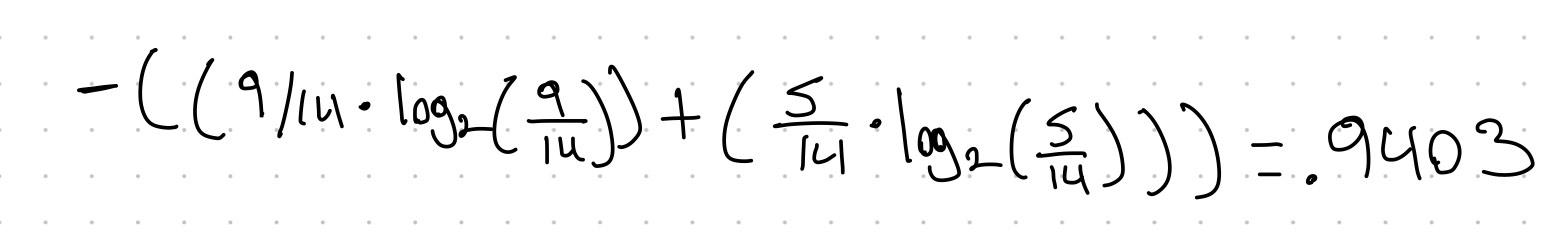 -((9/14 · log₂(9/14)) + (5/14 · log₂(5/14))) = .9403